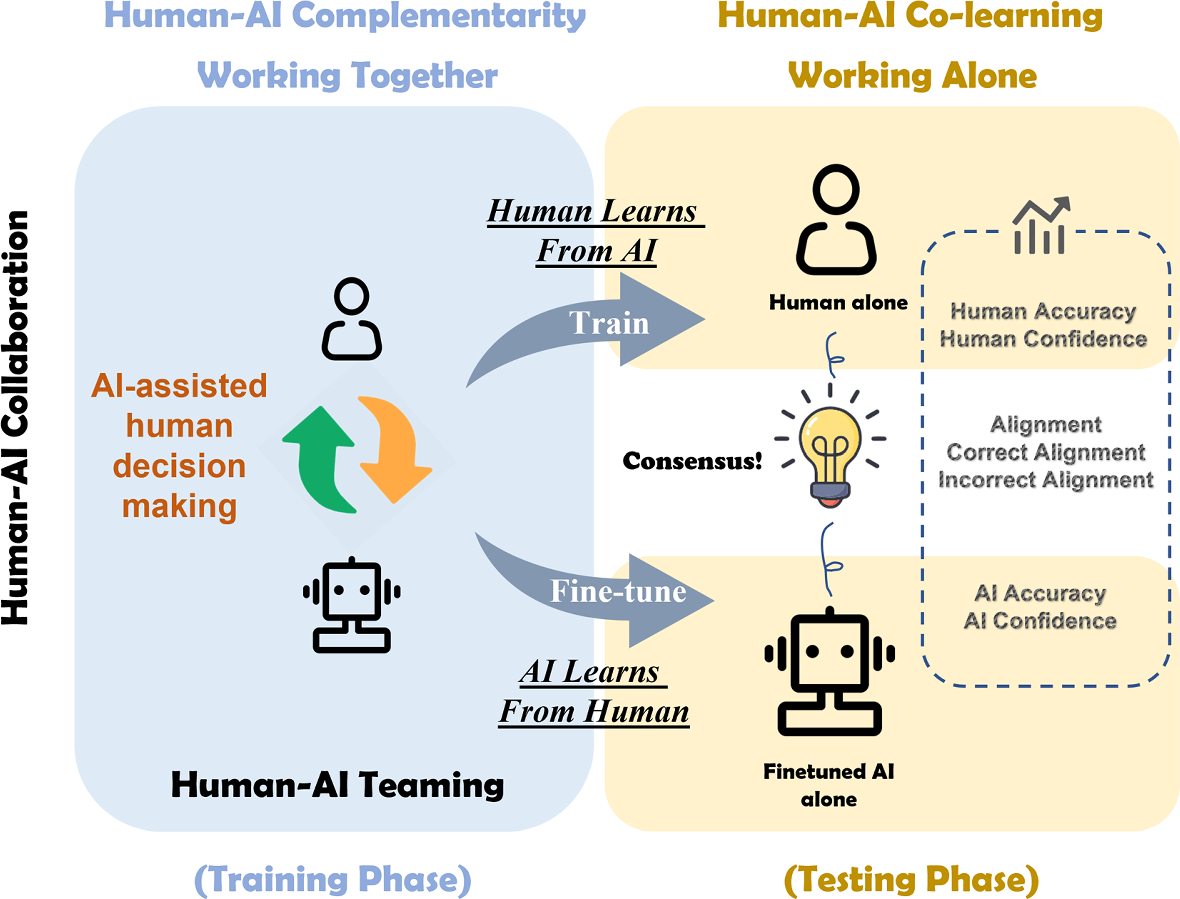 Human-AI Complementarity
Working Together
Human-AI Co-learning
Working Alone
Human-AI Collaboration
AI-assisted
human
decision
making
Human-AI Teaming
(Training Phase)
Human Learns
From AI
Train
Fine-tune
AI Learns
From Human
Human alone
Consensus!
Finetuned AI
alone
Human Accuracy
Human Confidence
Alignment
Correct Alignment
Incorrect Alignment
AI Accuracy
AI Confidence
(Testing Phase)